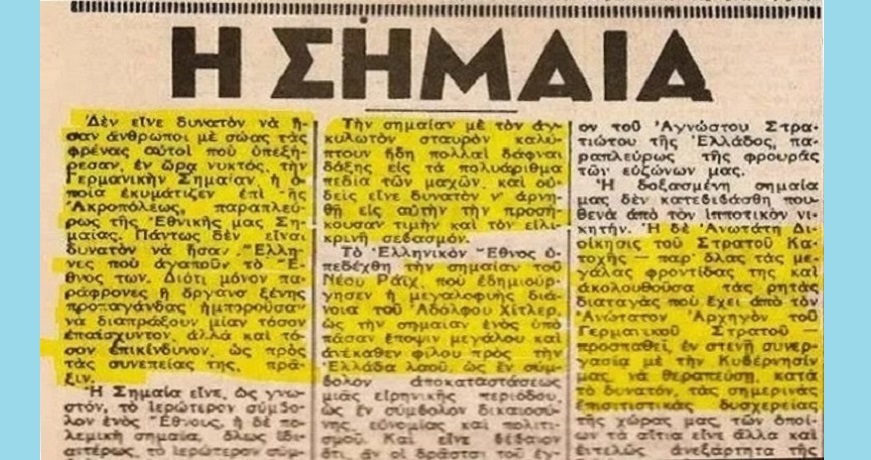 Η ΣΗΜΑΙΑ
Δὲν εἶνε δυνατὸν νὰ ἦ-
σαν ἄνθρωποι μὲ σώας τὰς
φρένας αὐτοὶ ποὺ ὑπεξῄ-
ρεσαν, ἐν ὥρᾳ νυκτός, τὴν
Γερμανικὴν Σημαίαν, ἡ ὁ-
ποία ἐκυμάτιζεν ἐπὶ τῆς
Ἀκροπόλεως, παραπλεύ-
ρως τῆς Ἐθνικῆς μας Ση-
μαίας. Πάντως δὲν εἶναι
δυνατὸν νὰ ἦσαν Ἕλλη-
νες ποὺ ἀγαποῦν τὸ Ἔ-
θνος των. Διότι μόνον πα-
ράφρονες ἢ ὄργανα ξένης
προπαγάνδας ἠμποροῦσαν
νὰ διαπράξουν μίαν τόσον
ἐπαίσχυντον, ἀλλὰ καὶ τό-
σον ἐπικίνδυνον, ὡς πρὸς
τὰς συνεπείας της, πρᾶ-
ξιν.
Ἡ Σημαία εἶνε, ὡς γνω-
στόν, τὸ ἱερώτερον σύμβο-
λον ἑνὸς Ἔθνους, ἡ δὲ πο-
λεμικὴ σημαία, ὅλως ἰδι-
αιτέρως, τὸ ἱερώτερον σύμ-
Τὴν σημαίαν μὲ τὸν ἀγ-
κυλωτὸν σταυρὸν καλύ-
πτουν ἤδη πολλαὶ δάφναι
δόξης εἰς τὰ πολυάριθμα
πεδία τῶν μαχῶν, καὶ οὐ-
δεὶς εἶνε δυνατὸν ν' ἀρνη-
θῇ εἰς αὐτὴν τὴν προσή-
κουσαν τιμὴν καὶ τὸν εἰλι-
κρινῆ σεβασμόν.
Τὸ Ἑλληνικὸν Ἔθνος ὑ-
πεδέχθη τὴν σημαίαν τοῦ
Νέου Ράιχ, ποὺ ἐδημιούρ-
γησεν ἡ μεγαλοφυὴς διά-
νοια τοῦ Ἀδόλφου Χίτλερ,
ὡς τὴν σημαίαν ἑνὸς ὑπὸ
πᾶσαν ἔποψιν μεγάλου καὶ
ἀνέκαθεν φίλου πρὸς τὴν
Ἑλλάδα λαοῦ, ὡς ἓν σύμ-
βολον ἀποκαταστάσεως
μιᾶς εἰρηνικῆς περιόδου,
ὡς ἓν σύμβολον δικαιοσύ-
νης, εὐνομίας καὶ πολιτι-
σμοῦ. Καὶ εἶνε βέβαιον
ὅτι, ἂν οἱ δρᾶσται τοῦ ἐγ-
ον τοῦ Ἀγνώστου Στρα-
τιώτου τῆς Ἑλλάδος, πα-
ραπλεύρως τῆς φρουρᾶς
τῶν εὐζώνων μας.
Ἡ δοξασμένη σημαία
μας δὲν κατεβιβάσθη που-
θενὰ ἀπὸ τὸν ἱπποτικὸν νι-
κητήν. Ἡ δὲ Ἀνωτάτη Δι-
οίκησις τοῦ Στρατοῦ Κα-
τοχῆς — παρ' ὅλας τὰς με-
γάλας φροντίδας της καὶ
ἀκολουθοῦσα τὰς ρητὰς
διαταγὰς ποὺ ἔχει ἀπὸ τὸν
Ἀνώτατον Ἀρχηγὸν τοῦ
Γερμανικοῦ Στρατοῦ —
προσπαθεῖ, ἐν στενῇ συνερ-
γασίᾳ μὲ τὴν Κυβέρνησίν
μας, νὰ θεραπεύσῃ, κατὰ
τὸ δυνατόν, τὰς σημερινὰς
ἐπισιτιστικὰς δυσχερείας
τῆς χώρας μας, τῶν ὁποί-
ων τὰ αἴτια εἶνε ἄλλα καὶ
ἐντελῶς ἀνεξάρτητα τῆς